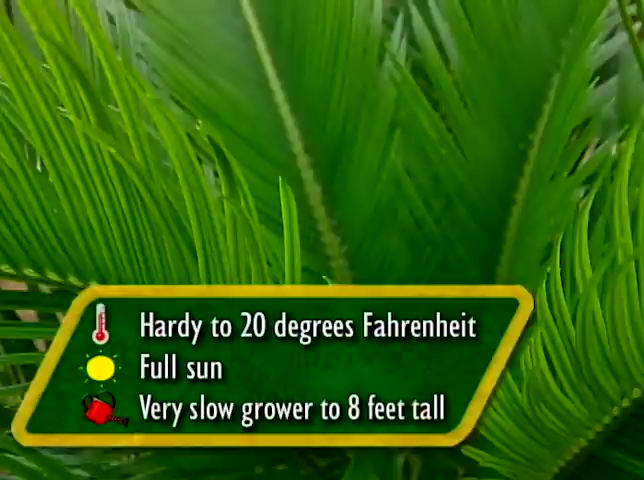 Hardy to 20 degrees Fahrenheit
Full sun
Very slow grower to 8 feet tall